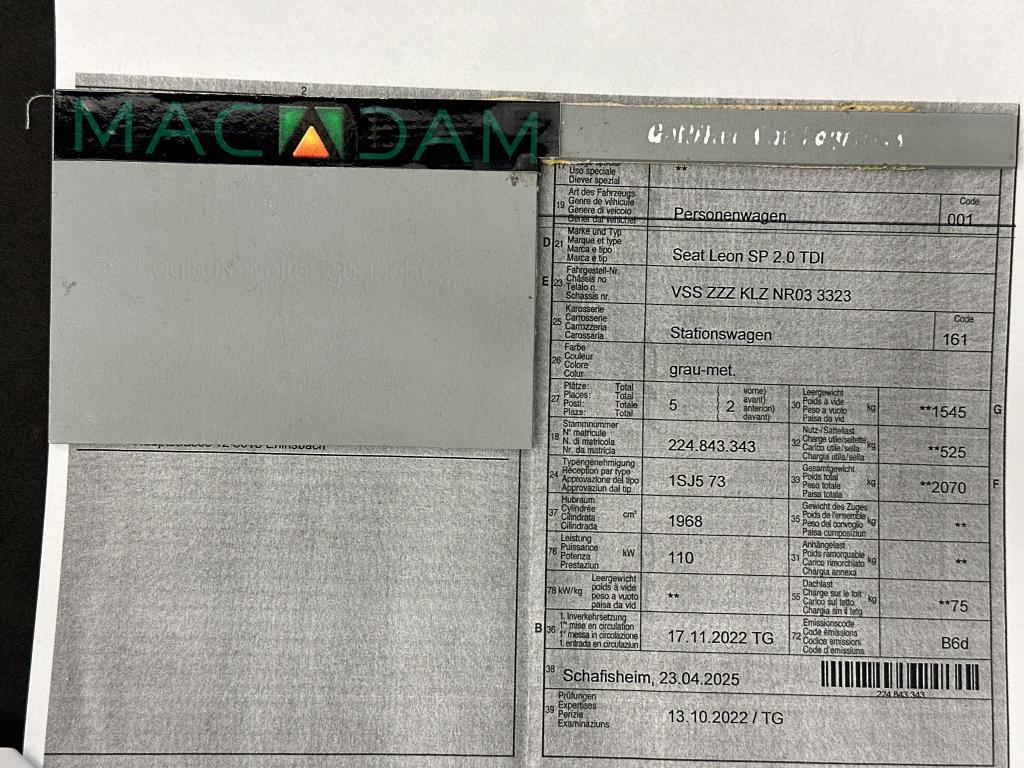 2
MACADAM
17
Uso speciale
Diever spezial
**
19
Art des Fahrzeugs
Genre de véhicule
Genere di veicolo
Gener dal vehichel
Personenwagen
Code
001
D 21
Marke und Typ
Marque et type
Marca e tipo
Marca e tip
Seat Leon SP 2.0 TDI
E 23
Fahrgestell-Nr.
Châssis no
Telaio n.
Schassis nr.
VSS ZZZ KLZ NR03 3323
25
Karosserie
Carrosserie
Carrozzeria
Carossaria
Stationswagen
Code
161
26
Farbe
Couleur
Colore
Colur
grau-met.
27
Plätze: Total
Places: Total
Posti: Totale
Plazs: Total
5
2
vorne)
avant)
anteriori)
davant)
30
Leergewicht
Poids à vide
Peso a vuoto
Paisa da vid
kg
**1545
G
18
Stammnummer
N° matricule
N. di matricola
Nr. da matricla
224.843.343
32
Nutz-/Sattellast
Charge utile/sellette
Carico utile/sella
Chargia utila/sella
kg
**525
24
Typengenehmigung
Réception par type
Approvazione del tipo
Approvaziun dal tip
1SJ5 73
33
Gesamtgewicht
Poids total
Peso totale
Paisa totala
kg
**2070
F
37
Hubraum
Cylindrée
Cilindrata
Cilindrada
cm³
1968
35
Gewicht des Zuges
Poids de l'ensemble
Peso del convoglio
Paisa cumposiziun
kg
**
76
Leistung
Puissance
Potenza
Prestaziun
kW
110
31
Anhängelast
Poids remorquable
Carico rimorchiato
Chargia annexa
kg
**
78 kW/kg
Leergewicht
poids à vide
peso a vuoto
paisa da vid
**
55
Dachlast
Charge sur le toit
Carico sul tetto
Chargia sin il tetg
kg
**75
B 36
1. Inverkehrsetzung
1re mise en circulation
1a messa in circolazione
1. entrada en circulaziun
17.11.2022 TG
72
Emissionscode
Code émissions
Codice emissioni
Code d'emissiuns
B6d
38
Schafisheim, 23.04.2025
224 843 343
39
Prüfungen
Expertises
Perizie
Examinaziuns
13.10.2022 / TG